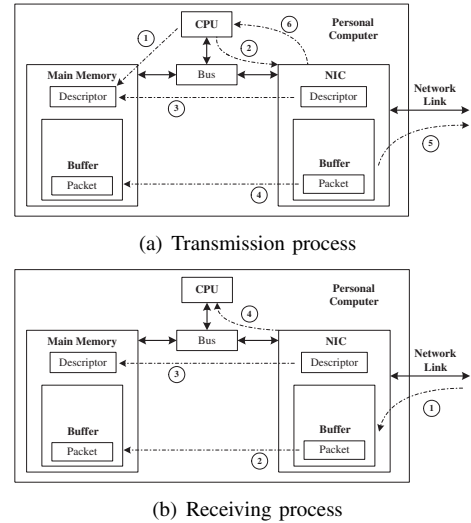 CPU
Personal
Computer
1
2
6
Main Memory
Bus
NIC
Network
Link
Descriptor
3
Descriptor
Buffer
Buffer
5
Packet
4
Packet
(a) Transmission process
CPU
Personal
Computer
4
Main Memory
Bus
NIC
Network
Link
Descriptor
3
Descriptor
1
Buffer
Buffer
Packet
2
Packet
(b) Receiving process